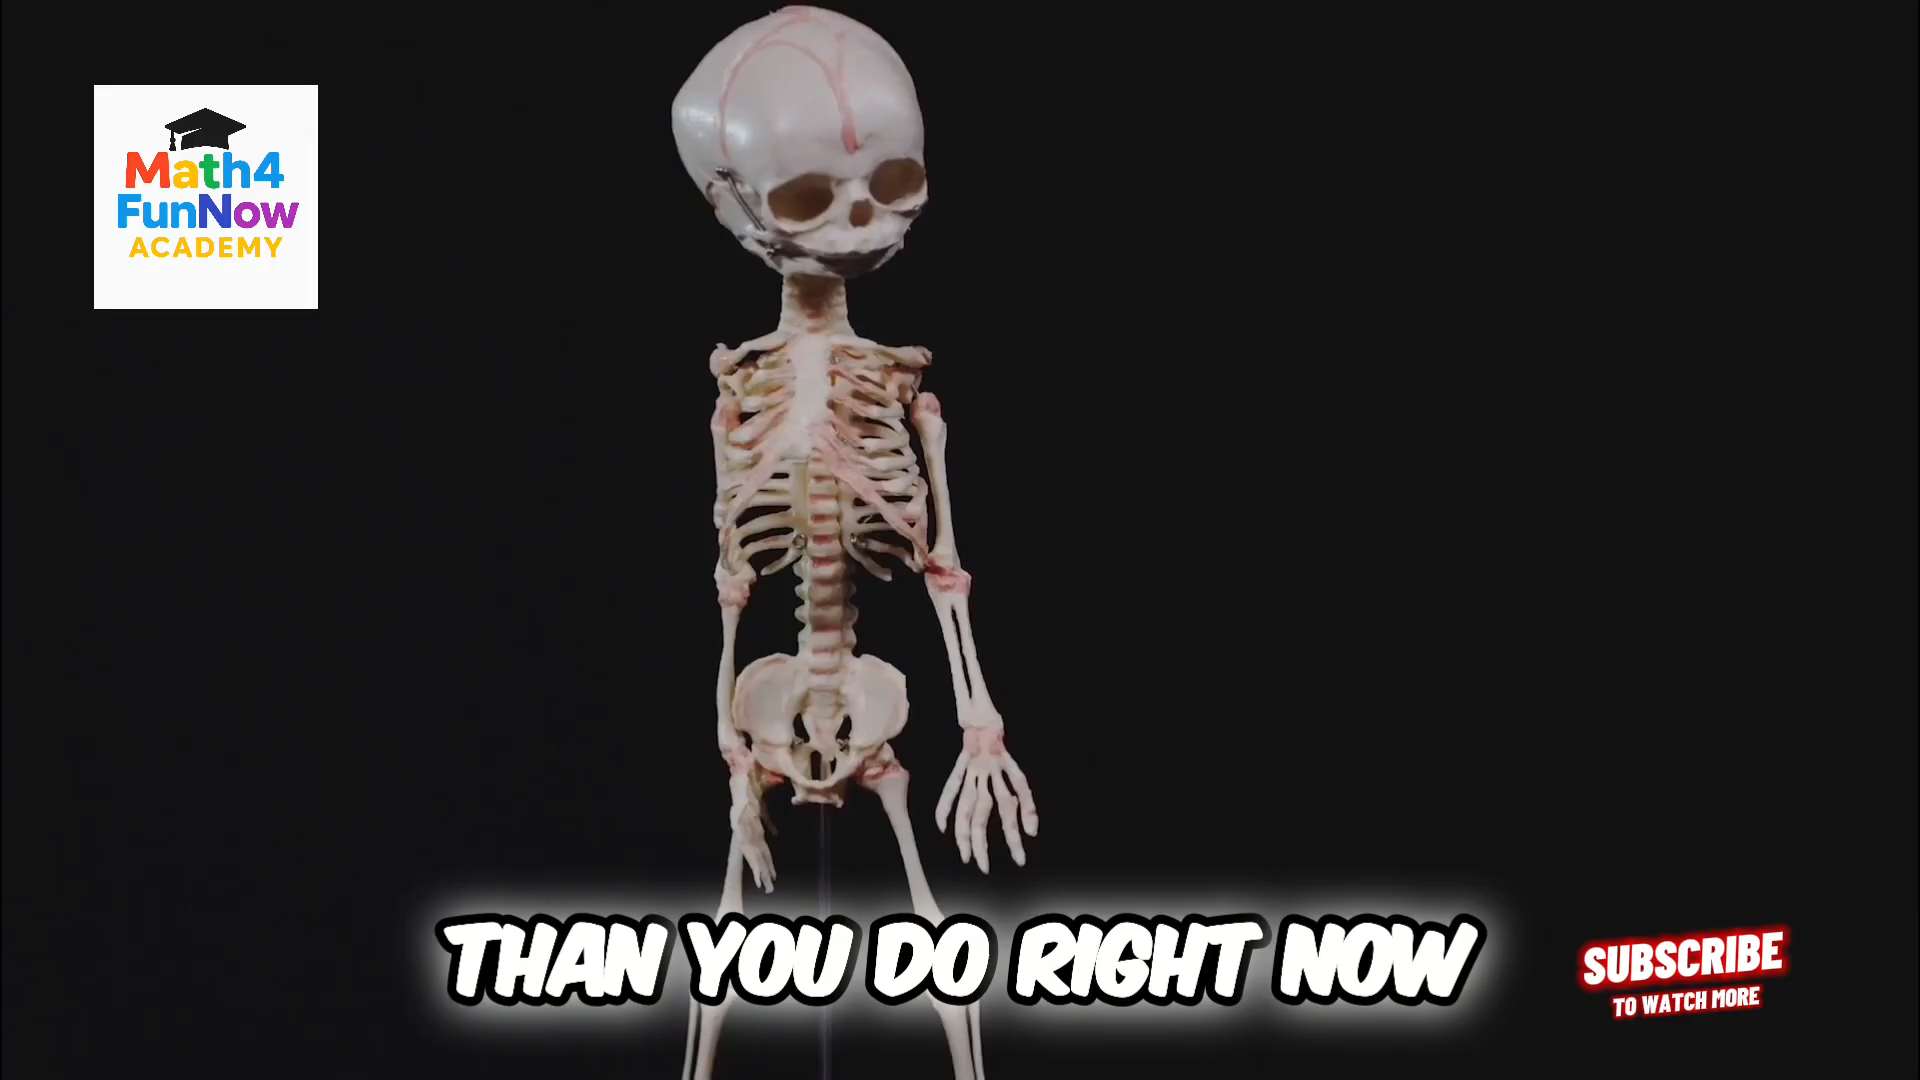 Math4
FunNow
ACADEMY
THAN YOU DO RIGHT NOW
SUBSCRIBE
TO WATCH MORE